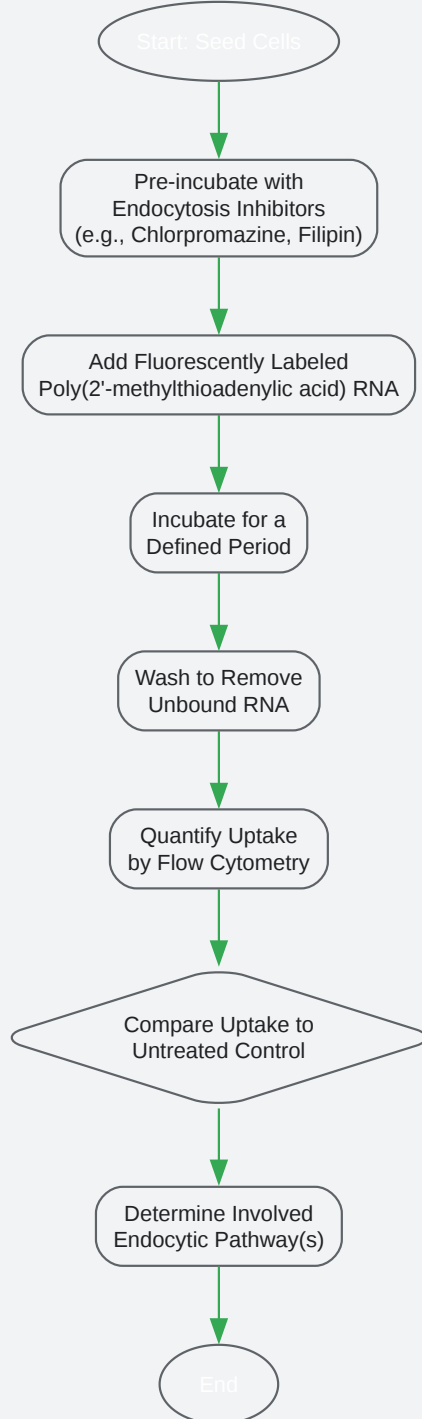 Start: Seed Cells
Pre-incubate with
Endocytosis Inhibitors
(e.g., Chlorpromazine, Filipin)
Add Fluorescently Labeled
Poly(2'-methylthioadenylic acid) RNA
Incubate for a
Defined Period
Wash to Remove
Unbound RNA
Quantify Uptake
by Flow Cytometry
Compare Uptake to
Untreated Control
Determine Involved
Endocytic Pathway(s)
End